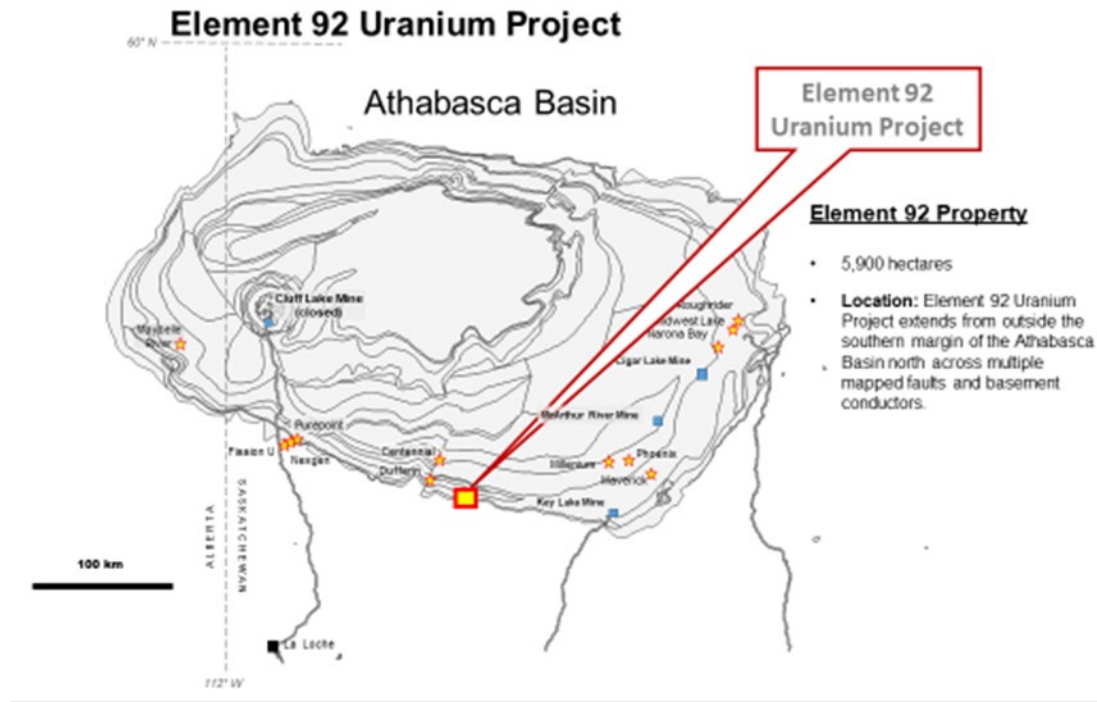 Element 92 Uranium Project
60° N
Athabasca Basin
Element 92
Uranium Project
Element 92 Property
• 5,900 hectares
• Location: Element 92 Uranium
Project extends from outside the
southern margin of the Athabasca
Basin north across multiple
mapped faults and basement
conductors.
Cluff Lake Mine
(closed)
Maybelle
River
Roughrider
Midwest Lake
Narona Bay
Cigar Lake Mine
McArthur River Mine
Purepoint
Fission U
Nexgen
Centennial
Dufferin
Millenium
Phoenix
Maverick
Key Lake Mine
ALBERTA
SASKATCHEWAN
100 km
La Loche
112° W